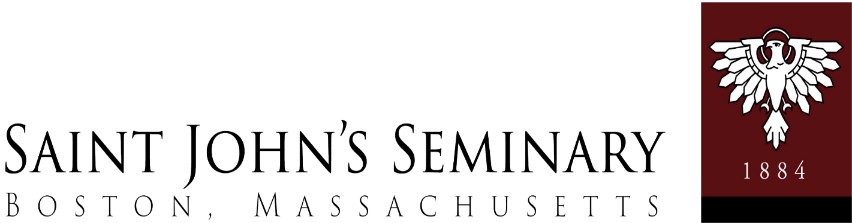 SAINT JOHN'S SEMINARY
BOSTON, MASSACHUSETTS
1884